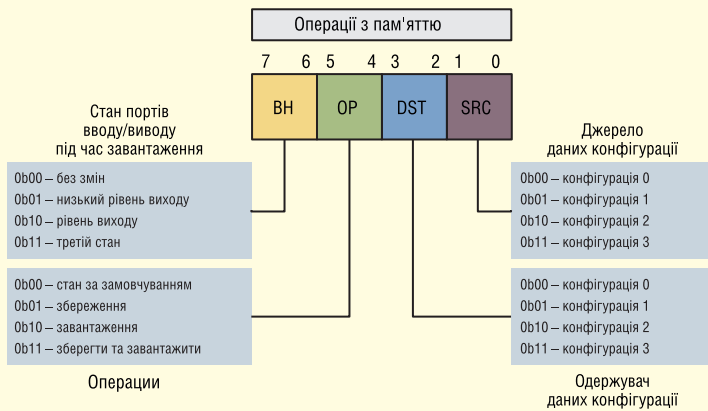 Операції з пам'яттю
7 6 5 4 3 2 1 0
BH OP DST SRC
Стан портів
вводу/виводу
під час завантаження
0b00 – без змін
0b01 – низький рівень виходу
0b10 – рівень виходу
0b11 – третій стан
0b00 – стан за замовчуванням
0b01 – збереження
0b10 – завантаження
0b11 – зберегти та завантажити
Операции
Джерело
даних конфігурації
0b00 – конфігурація 0
0b01 – конфігурація 1
0b10 – конфігурація 2
0b11 – конфігурація 3
0b00 – конфігурація 0
0b01 – конфігурація 1
0b10 – конфігурація 2
0b11 – конфігурація 3
Одержувач
даних конфігурації